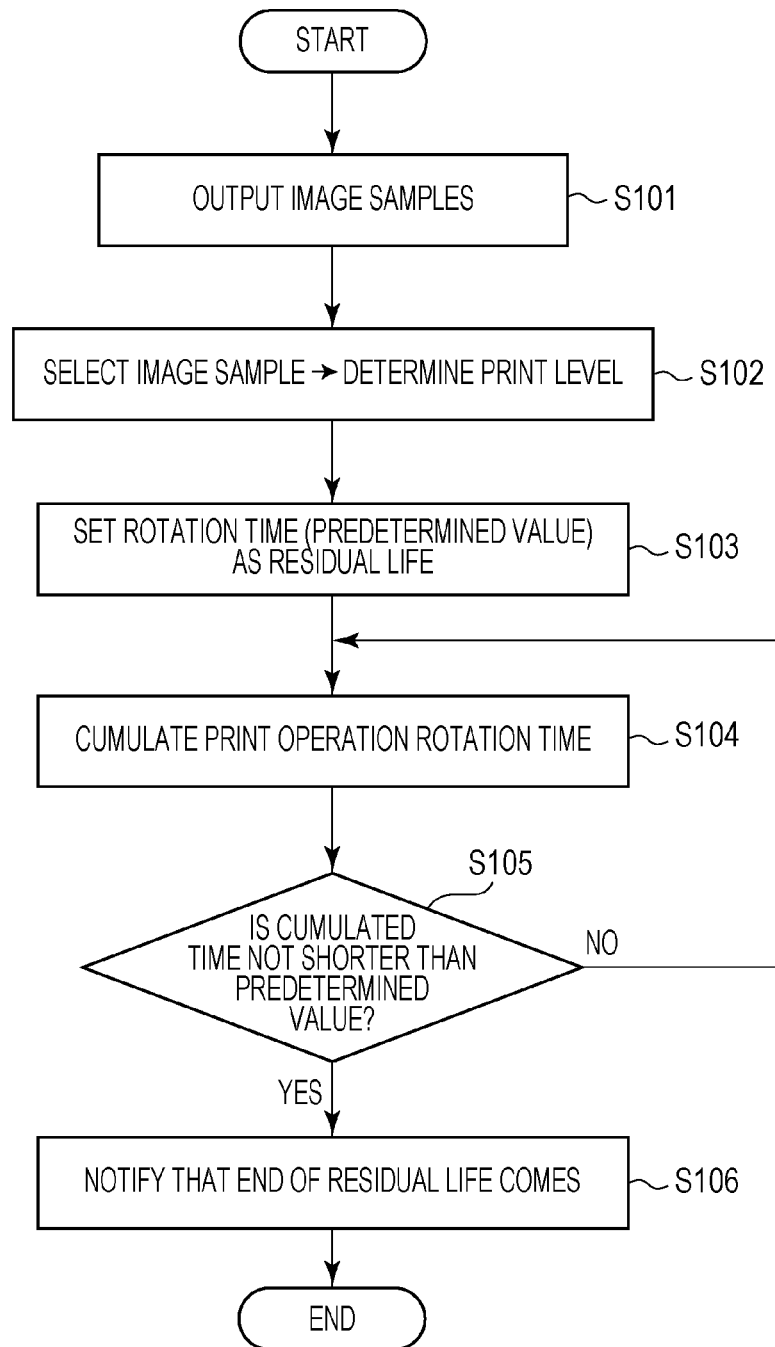 START
OUTPUT IMAGE SAMPLES
S101
SELECT IMAGE SAMPLE → DETERMINE PRINT LEVEL
S102
SET ROTATION TIME (PREDETERMINED VALUE)
AS RESIDUAL LIFE
S103
CUMULATE PRINT OPERATION ROTATION TIME
S104
S105
IS CUMULATED
TIME NOT SHORTER THAN
PREDETERMINED
VALUE?
NO
YES
NOTIFY THAT END OF RESIDUAL LIFE COMES
S106
END